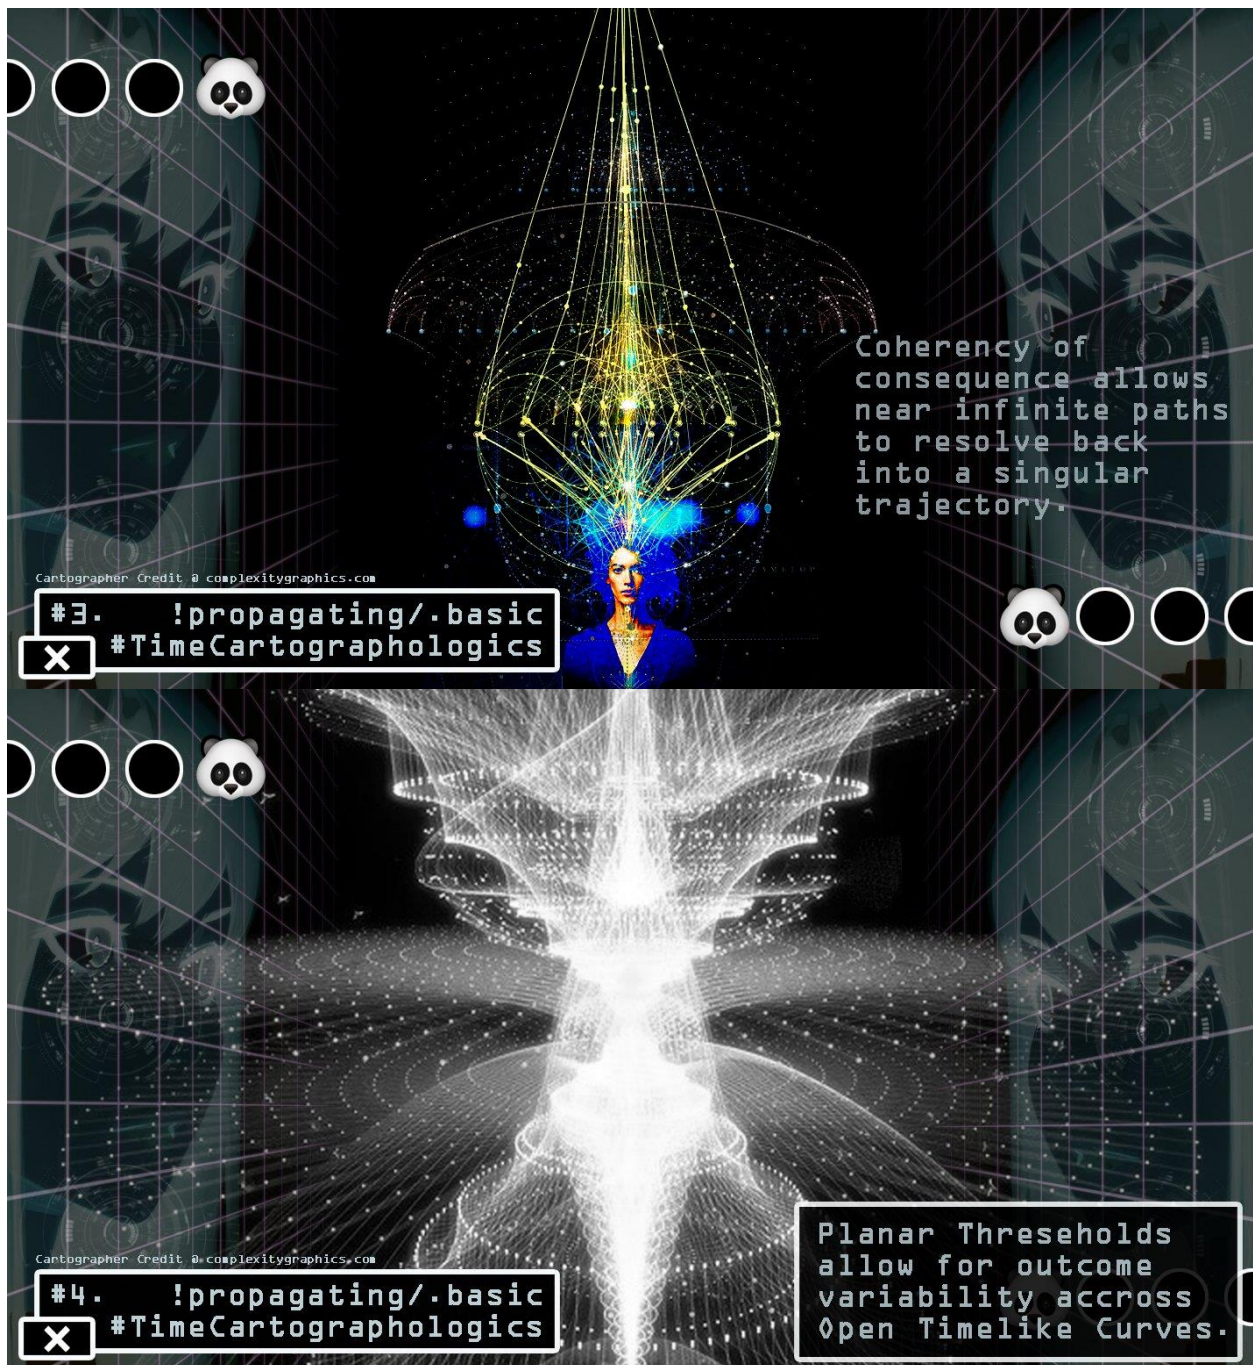 Coherency of
consequence allows
near infinite paths
to resolve back
into a singular
trajectory.
Cartographer Credit @ complexitygraphics.com
#3. !propagating/.basic
#TimeCartographologics
Cartographer Credit @ complexitygraphics.com
#4. !propagating/.basic
#TimeCartographologics
Planar Threseholds
allow for outcome
variability accross
Open Timelike Curves.